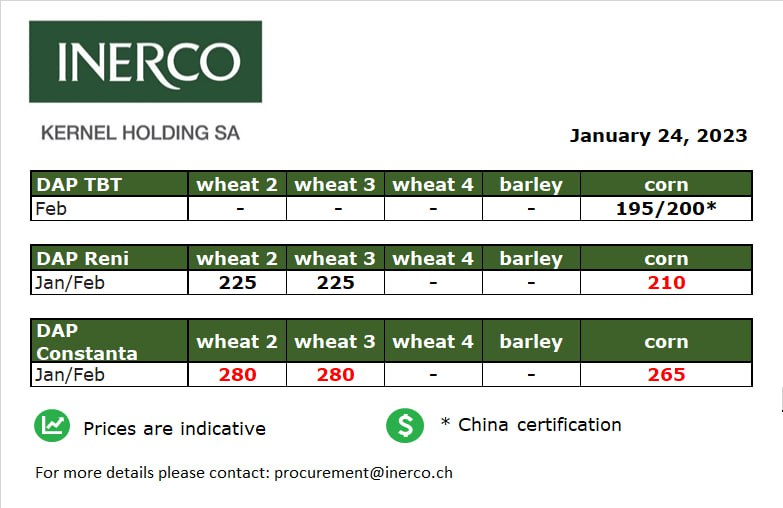 INERCO
KERNEL HOLDING SA
January 24, 2023
DAP TBT wheat 2 wheat 3 wheat 4 barley corn
Feb - - - - 195/200*
DAP Reni wheat 2 wheat 3 wheat 4 barley corn
Jan/Feb 225 225 - - 210
DAP
Constanta wheat 2 wheat 3 wheat 4 barley corn
Jan/Feb 280 280 - - 265
Prices are indicative
$ * China certification
For more details please contact: procurement@inerco.ch